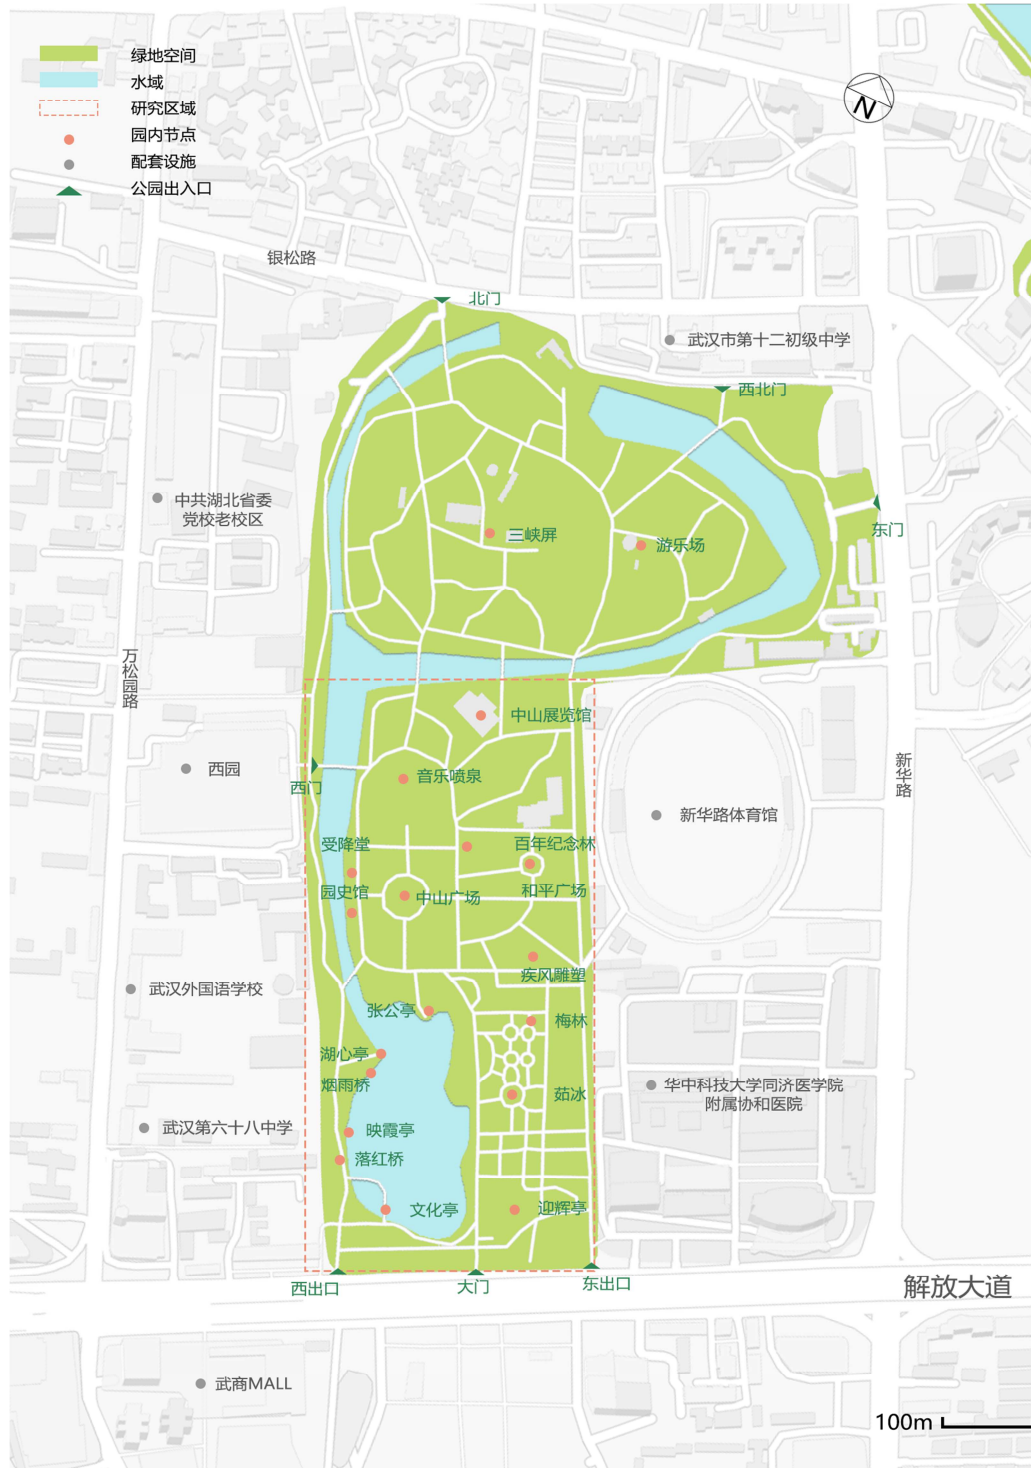 绿地空间
水域
研究区域
园内节点
配套设施
公园出入口
N
银松路
北门
武汉市第十二初级中学
西北门
中共湖北省委
党校老校区
三峡屏
游乐场
东门
万松园路
中山展览馆
西园
西门
音乐喷泉
新华路
新华路体育馆
受降堂
百年纪念林
园史馆
中山广场
和平广场
疾风雕塑
武汉外国语学校
张公亭
梅林
湖心亭
烟雨桥
茹冰
华中科技大学同济医学院
附属协和医院
武汉第六十八中学
映霞亭
落红桥
文化亭
迎辉亭
西出口
大门
东出口
解放大道
武商MALL
100m